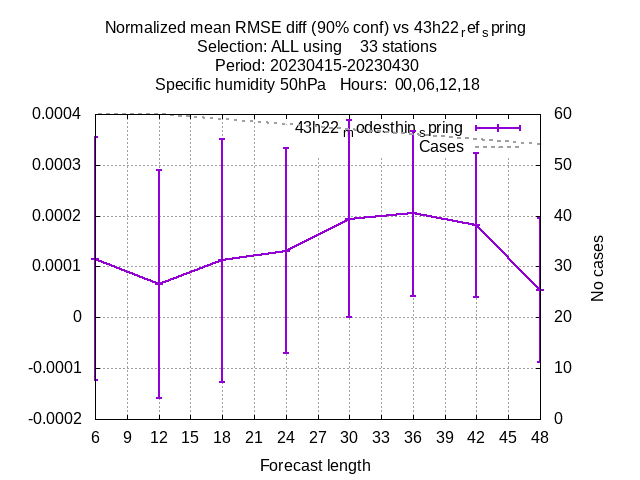 Normalized mean RMSE diff (90% conf) vs 43h22ref spring
Selection: ALL using 33 stations
Period: 20230415-20230430
Specific humidity 50hPa Hours: 00,06,12,18
43h22modesthinspring
Cases
0.0004
0.0003
0.0002
0.0001
0
-0.0001
-0.0002
60
50
40
30
20
10
0
No cases
6 9 12 15 18 21 24 27 30 33 36 39 42 45 48
Forecast length